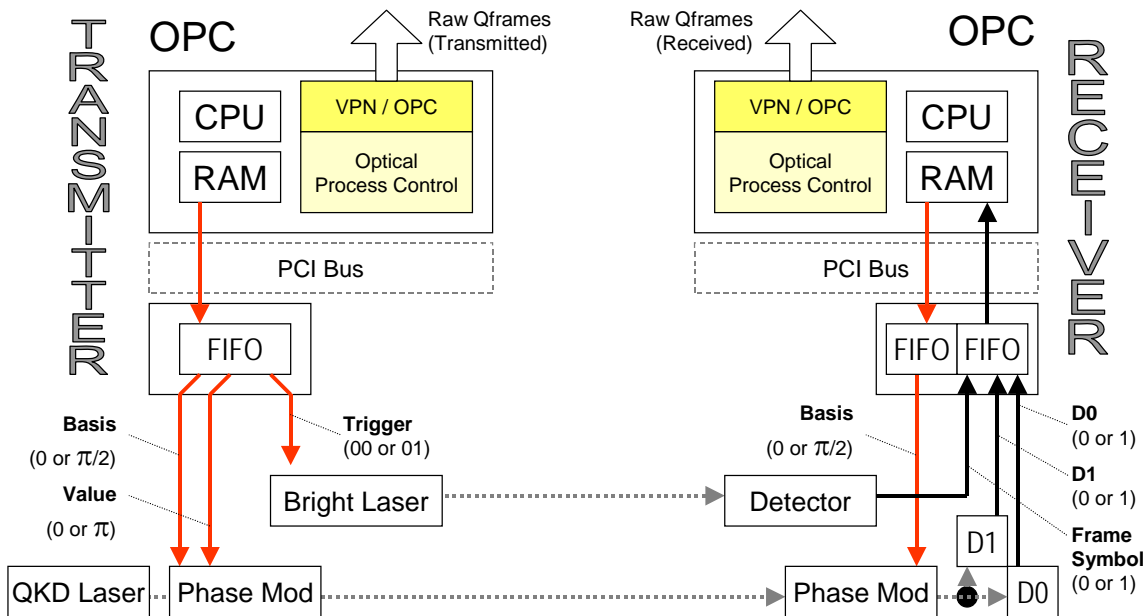 TRANSMITTER
OPC
Raw Qframes
(Transmitted)
CPU
RAM
VPN / OPC
Optical
Process Control
PCI Bus
FIFO
Basis
(0 or π/2)
Value
(0 or π)
Trigger
(00 or 01)
Bright Laser
QKD Laser
Phase Mod
Raw Qframes
(Received)
OPC
RECEIVER
VPN / OPC
Optical
Process Control
CPU
RAM
PCI Bus
FIFO
FIFO
Basis
(0 or π/2)
D0
(0 or 1)
D1
(0 or 1)
Frame
Symbol
(0 or 1)
Detector
D1
Phase Mod
D0